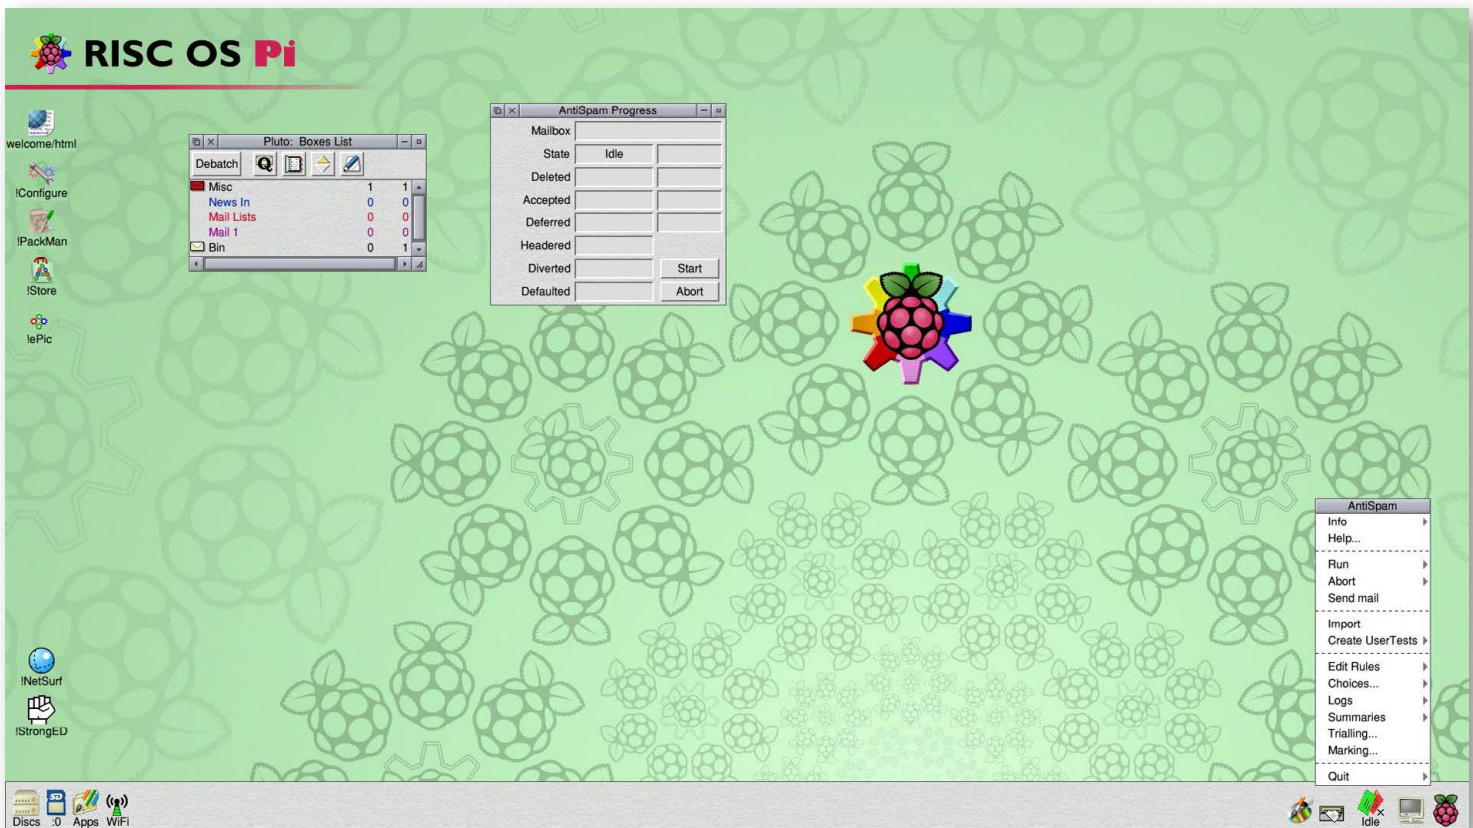 RISC OS Pi
welcome/html
!Configure
!PackMan
!Store
!ePic
!NetSurf
!StrongED
Pluto: Boxes List
Debatch
Q
Misc 1 1
News In 0 0
Mail Lists 0 0
Mail 1 0 0
Bin 0 1
AntiSpam Progress
Mailbox
State Idle
Deleted
Accepted
Deferred
Headered
Diverted Start
Defaulted Abort
AntiSpam
Info
Help...
Run
Abort
Send mail
Import
Create UserTests
Edit Rules
Choices...
Logs
Summaries
Trialling...
Marking...
Quit
Discs :0 Apps WiFi
Idle